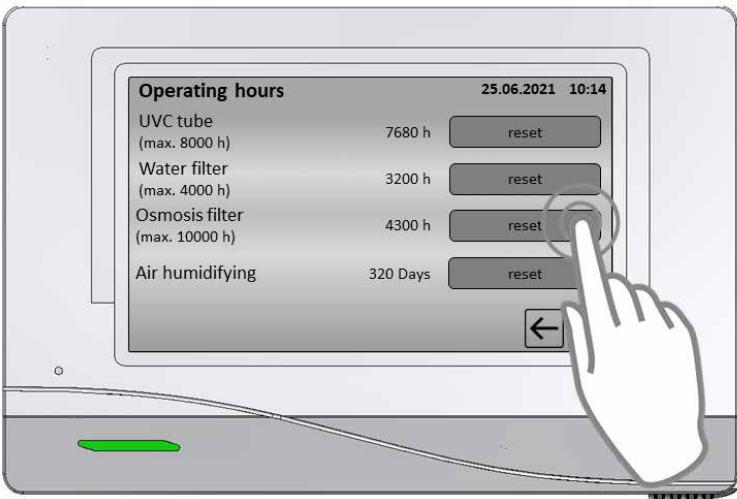 Operating hours 25.06.2021 10:14
UVC tube
(max. 8000 h) 7680 h reset
Water filter
(max. 4000 h) 3200 h reset
Osmosis filter
(max. 10000 h) 4300 h reset
Air humidifying 320 Days reset